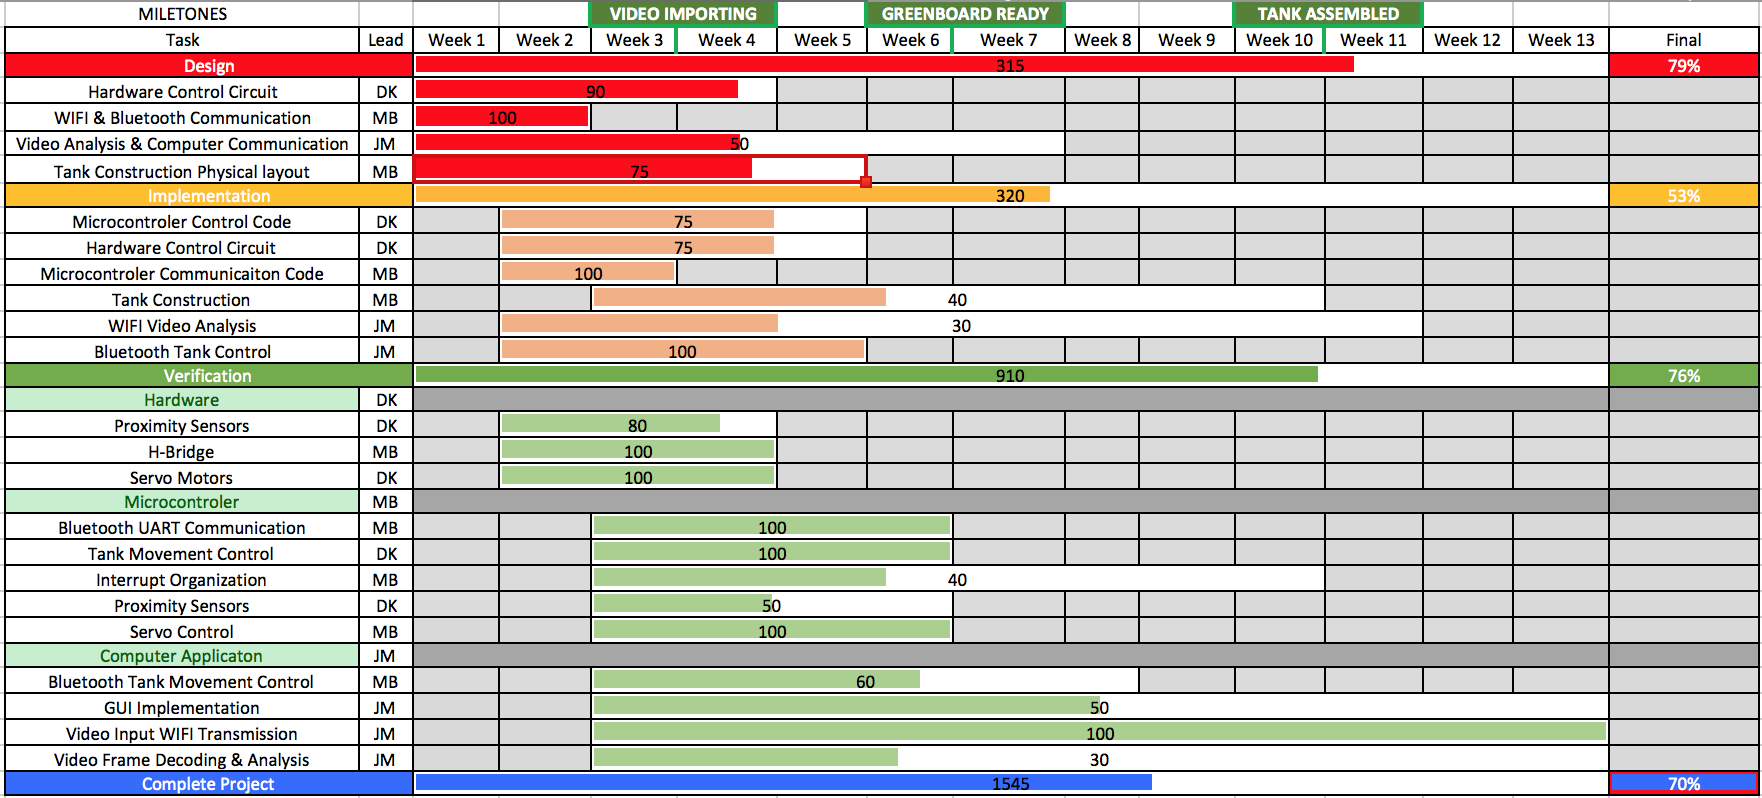 MILETONES VIDEO IMPORTING GREENBOARD READY TANK ASSEMBLED
Task Lead Week 1 Week 2 Week 3 Week 4 Week 5 Week 6 Week 7 Week 8 Week 9 Week 10 Week 11 Week 12 Week 13 Final
Design 315 79%
Hardware Control Circuit DK 90
WIFI & Bluetooth Communication MB 100
Video Analysis & Computer Communication JM 50
Tank Construction Physical layout MB 75
Implementation 320 53%
Microcontroler Control Code DK 75
Hardware Control Circuit DK 75
Microcontroler Communicaiton Code MB 100
Tank Construction MB 40
WIFI Video Analysis JM 30
Bluetooth Tank Control JM 100
Verification 910 76%
Hardware DK
Proximity Sensors DK 80
H-Bridge MB 100
Servo Motors DK 100
Microcontroler MB
Bluetooth UART Communication MB 100
Tank Movement Control DK 100
Interrupt Organization MB 40
Proximity Sensors DK 50
Servo Control MB 100
Computer Applicaton JM
Bluetooth Tank Movement Control MB 60
GUI Implementation JM 50
Video Input WIFI Transmission JM 100
Video Frame Decoding & Analysis JM 30
Complete Project 1545 70%